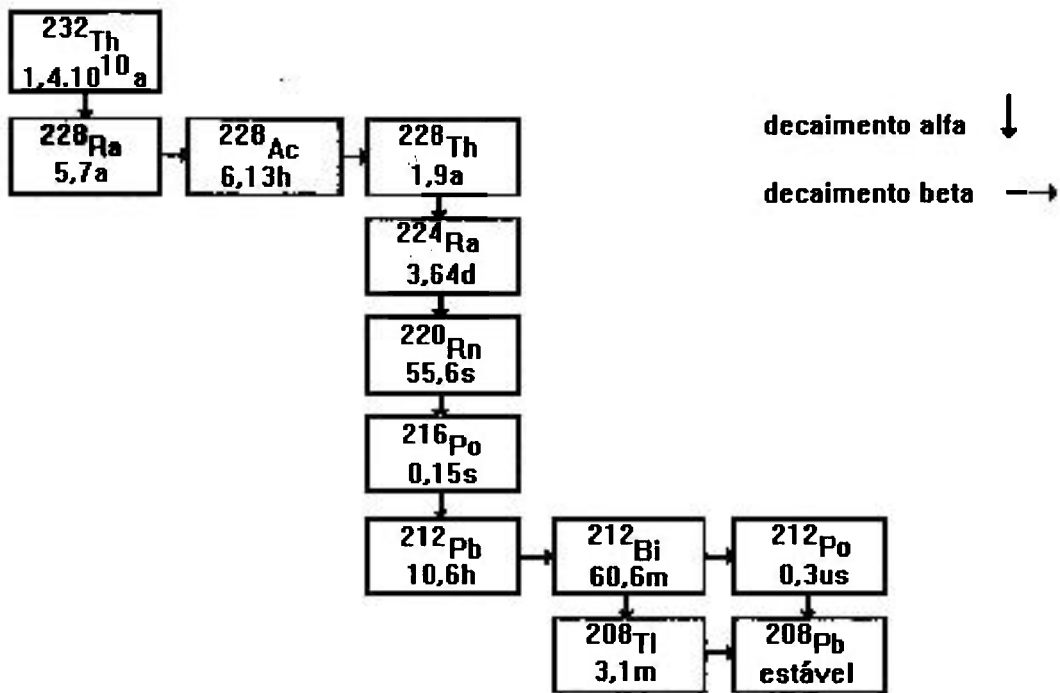 232Th
1,4.10^10 a
228Ra
5,7a
228Ac
6,13h
228Th
1,9a
decaimento alfa
decaimento beta
224Ra
3,64d
220Rn
55,6s
216Po
0,15s
212Pb
10,6h
212Bi
60,6m
212Po
0,3us
208Tl
3,1m
208Pb
estável